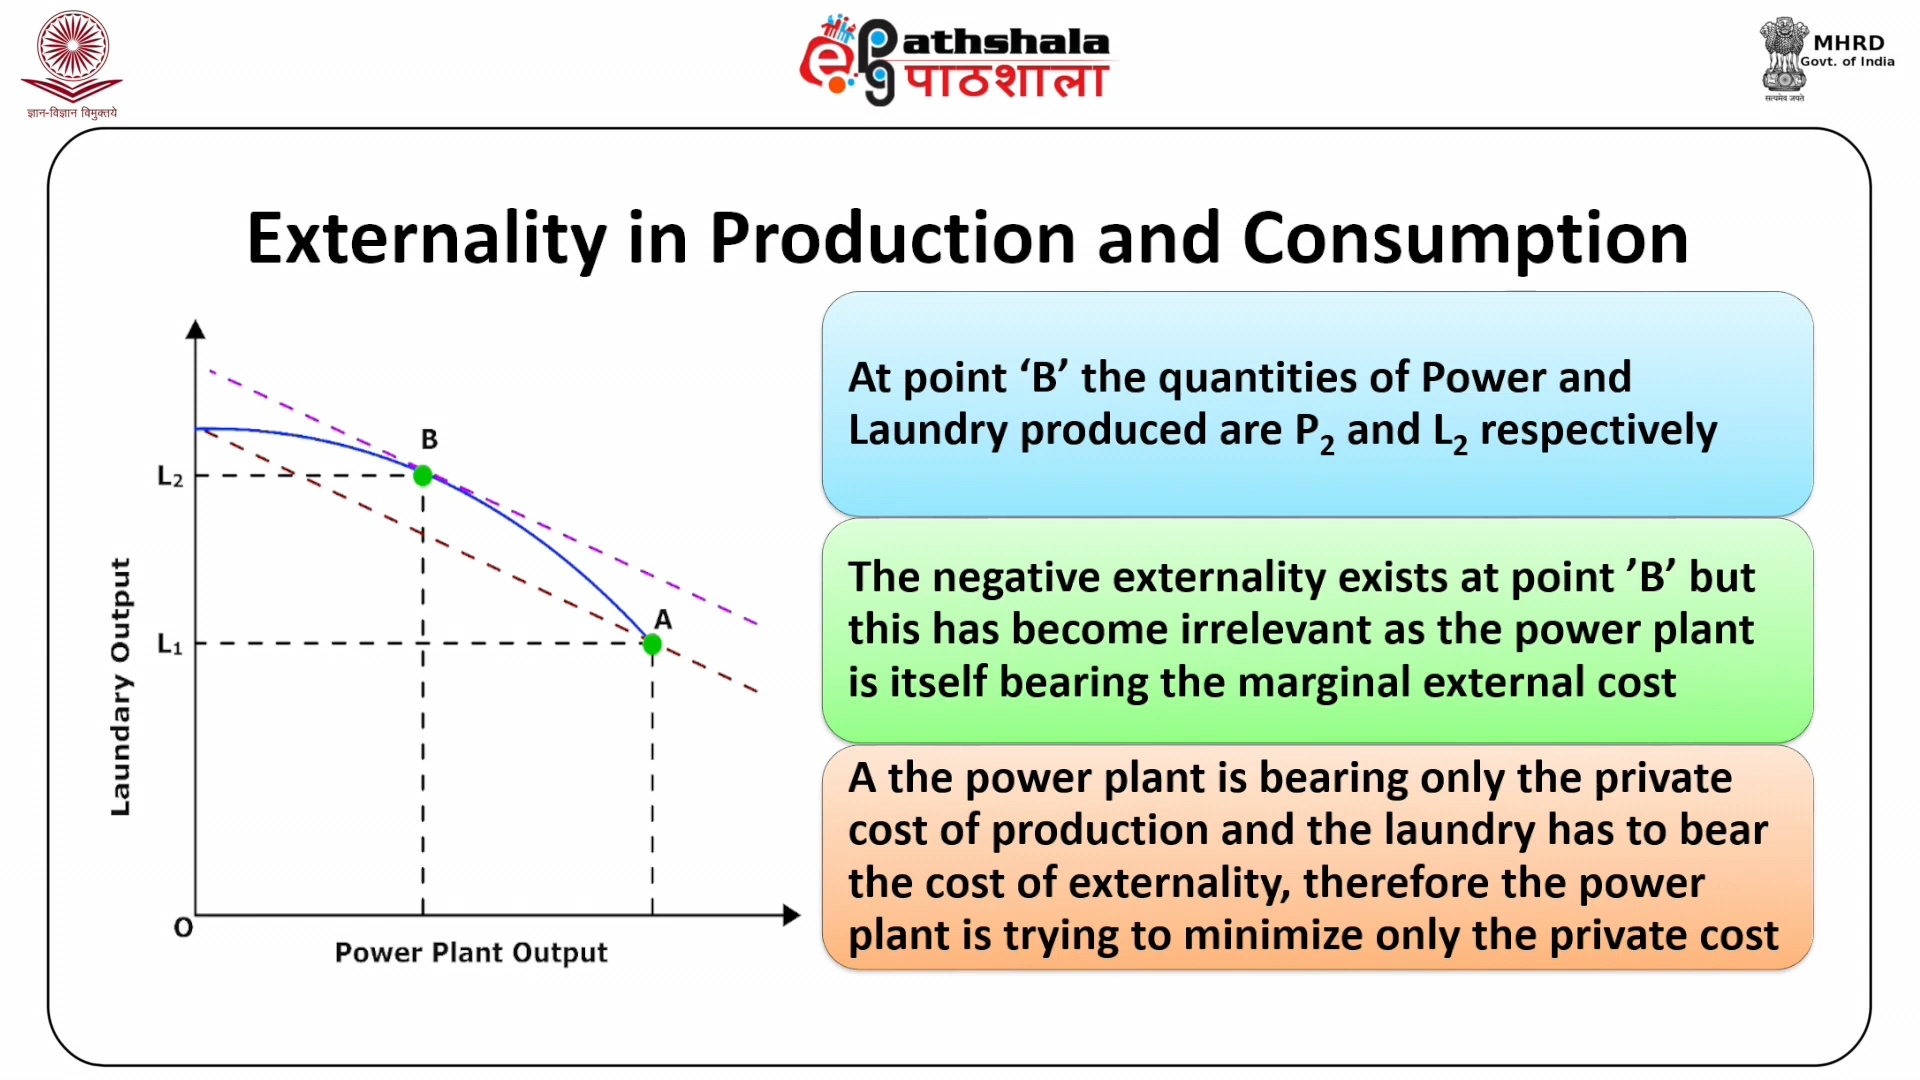 ज्ञान-विज्ञान विमुक्तये
epg
athshala
पाठशाला
MHRD
Govt. of India
सत्यमेव जयते
Externality in Production and Consumption
B
L2
A
L1
Laundary Output
O
Power Plant Output
At point ‘B’ the quantities of Power and
Laundry produced are P2 and L2 respectively
The negative externality exists at point ’B’ but
this has become irrelevant as the power plant
is itself bearing the marginal external cost
A the power plant is bearing only the private
cost of production and the laundry has to bear
the cost of externality, therefore the power
plant is trying to minimize only the private cost